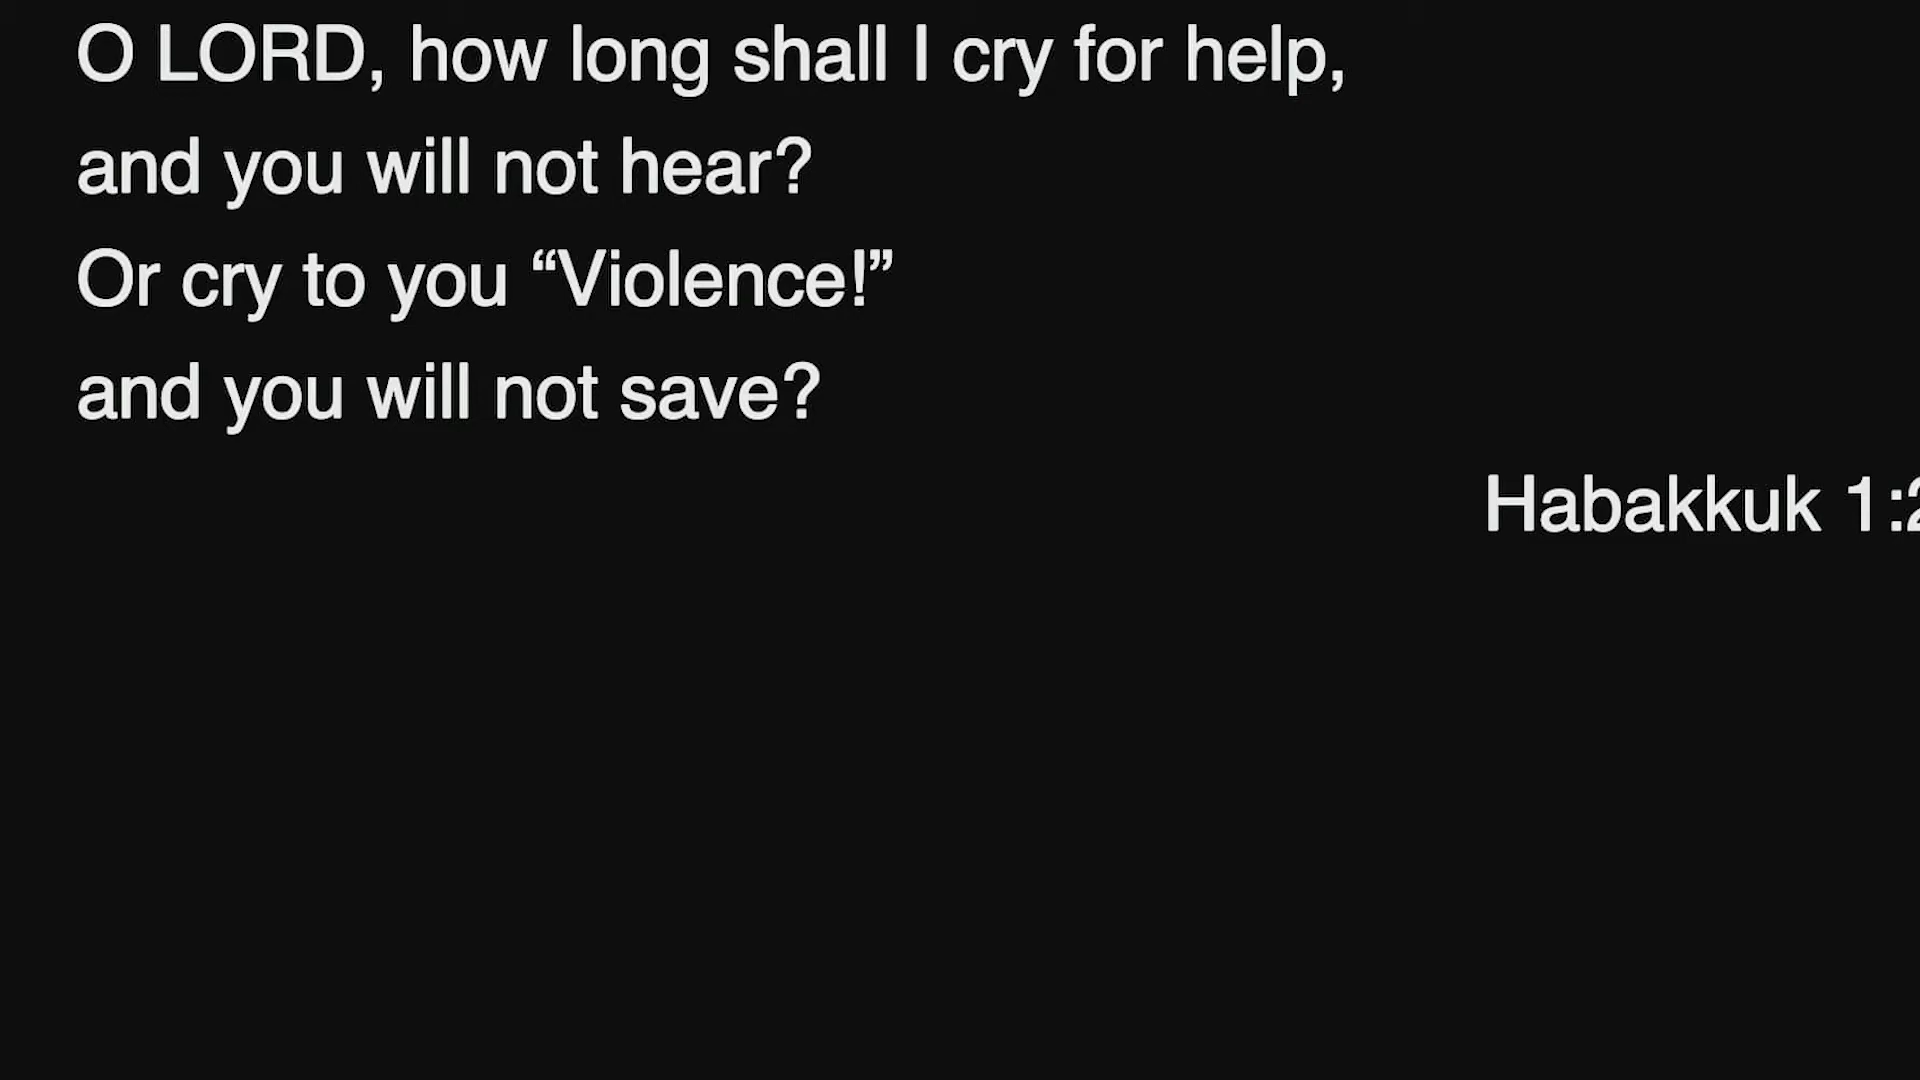 O LORD, how long shall I cry for help,
and you will not hear?
Or cry to you “Violence!”
and you will not save?
Habakkuk 1:2